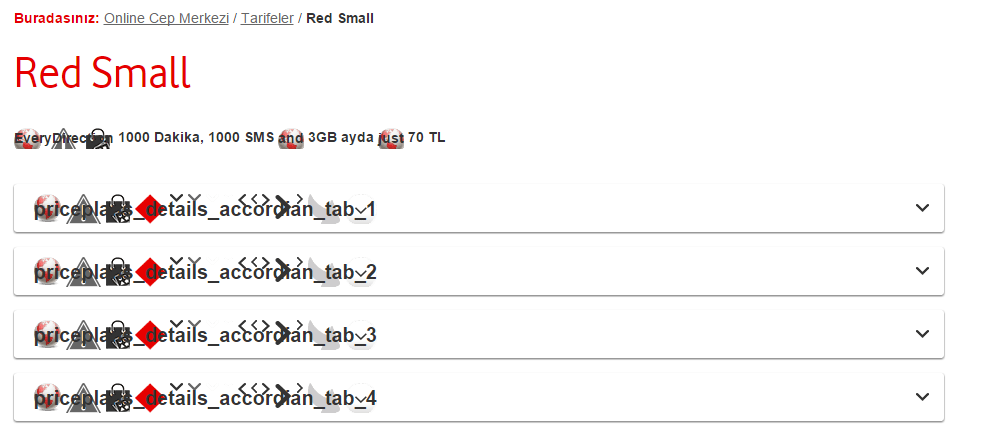 Buradasınız: Online Cep Merkezi / Tarifeler / Red Small
Red Small
EveryDirection 1000 Dakika, 1000 SMS and 3GB ayda just 70 TL
priceplans_details_accordian_tab_1
priceplans_details_accordian_tab_2
priceplans_details_accordian_tab_3
priceplans_details_accordian_tab_4